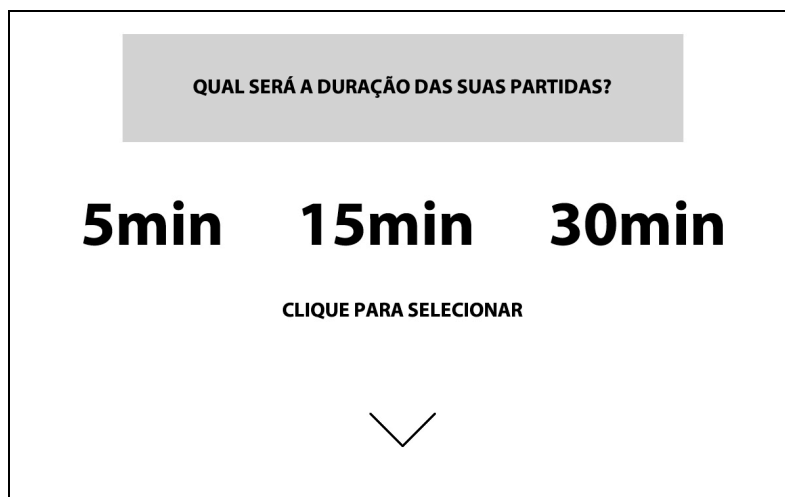 QUAL SERÁ A DURAÇÃO DAS SUAS PARTIDAS?
5min 15min 30min
CLIQUE PARA SELECIONAR